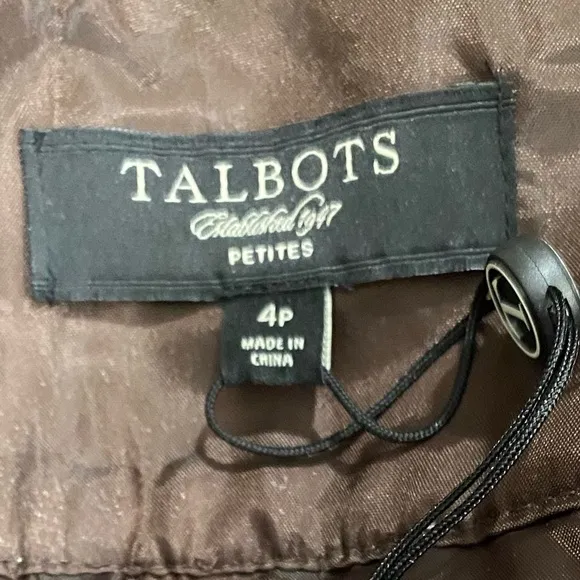 TALBOTS
Established 1947
PETITES
4P
MADE IN
CHINA